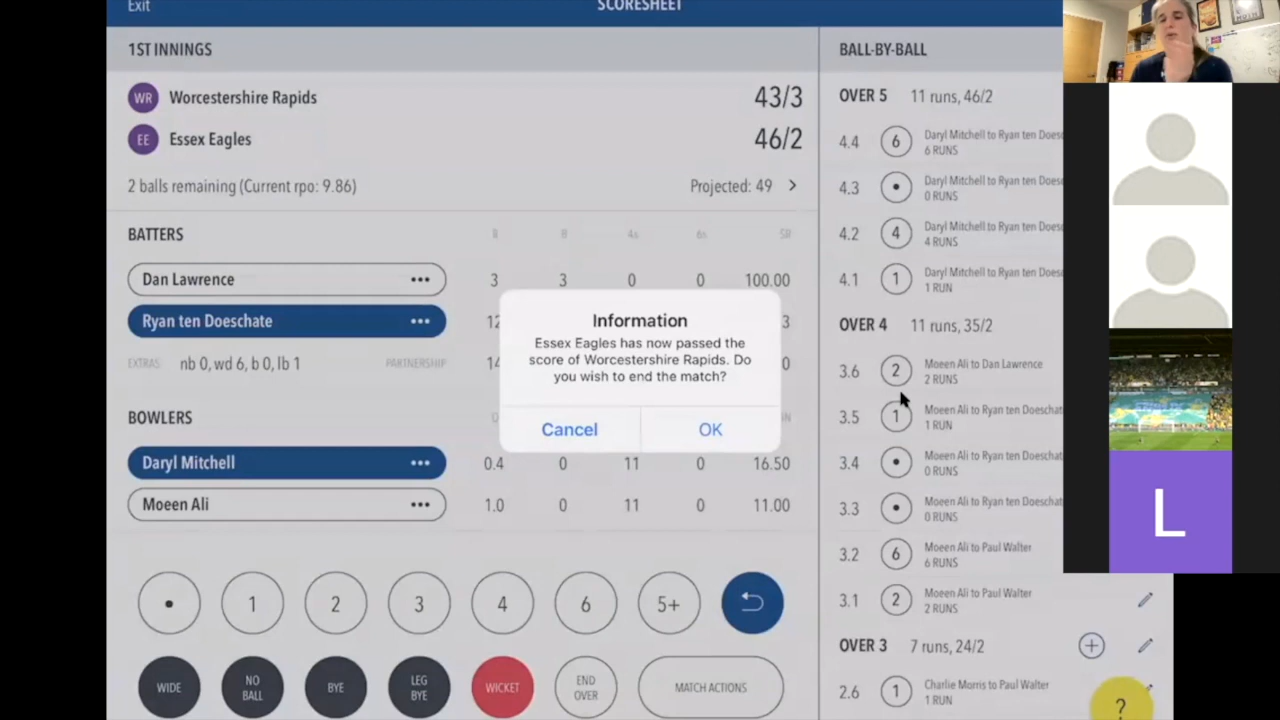 Exit
SCORESHEET
1ST INNINGS
WR Worcestershire Rapids 43/3
EE Essex Eagles 46/2
2 balls remaining (Current rpo: 9.86) Projected: 49 >
BATTERS R B 4s 6s SR
Dan Lawrence ••• 3 3 0 0 100.00
Ryan ten Doeschate ••• 12
EXTRAS nb 0, wd 6, b 0, lb 1 PARTNERSHIP 14
BOWLERS
Daryl Mitchell ••• 0.4 0 11 0 16.50
Moeen Ali ••• 1.0 0 11 0 11.00
Information
Essex Eagles has now passed the
score of Worcestershire Rapids. Do
you wish to end the match?
Cancel OK
• 1 2 3 4 6 5+
WIDE NO BALL BYE LEG BYE WICKET END OVER MATCH ACTIONS
BALL-BY-BALL
OVER 5 11 runs, 46/2
4.4 6 Daryl Mitchell to Ryan ten
6 RUNS
4.3 • Daryl Mitchell to Ryan ten
0 RUNS
4.2 4 Daryl Mitchell to Ryan ten
4 RUNS
4.1 1 Daryl Mitchell to Ryan ten
1 RUN
OVER 4 11 runs, 35/2
3.6 2 Moeen Ali to Dan Lawrence
2 RUNS
3.5 1 Moeen Ali to Ryan ten Doeschat
1 RUN
3.4 • Moeen Ali to Ryan ten Doeschat
0 RUNS
3.3 • Moeen Ali to Ryan ten Doeschat
0 RUNS
3.2 6 Moeen Ali to Paul Walter
6 RUNS
3.1 2 Moeen Ali to Paul Walter
2 RUNS
OVER 3 7 runs, 24/2
2.6 1 Charlie Morris to Paul Walter
1 RUN
?
L